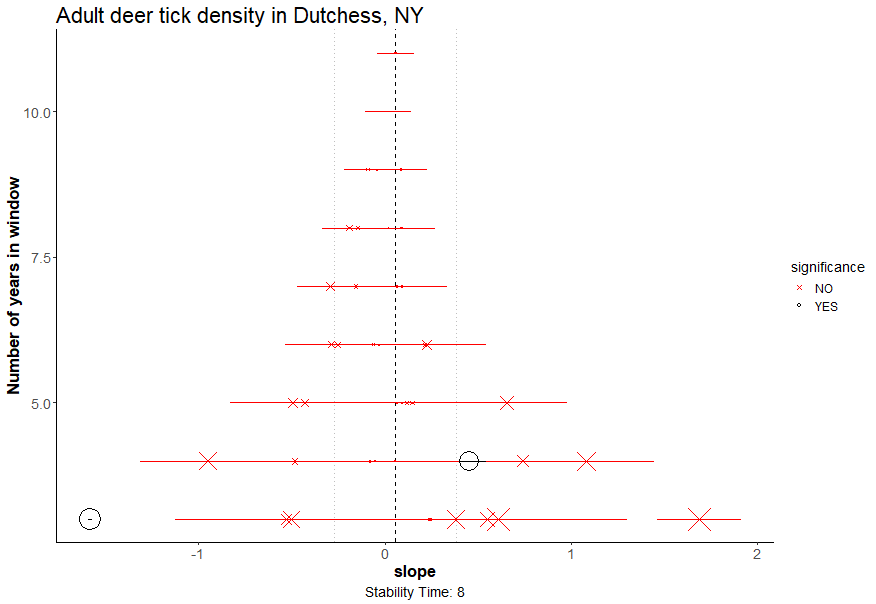 Adult deer tick density in Dutchess, NY
Number of years in window
10.0
7.5
5.0
-1
0
1
2
slope
Stability Time: 8
significance
NO
YES